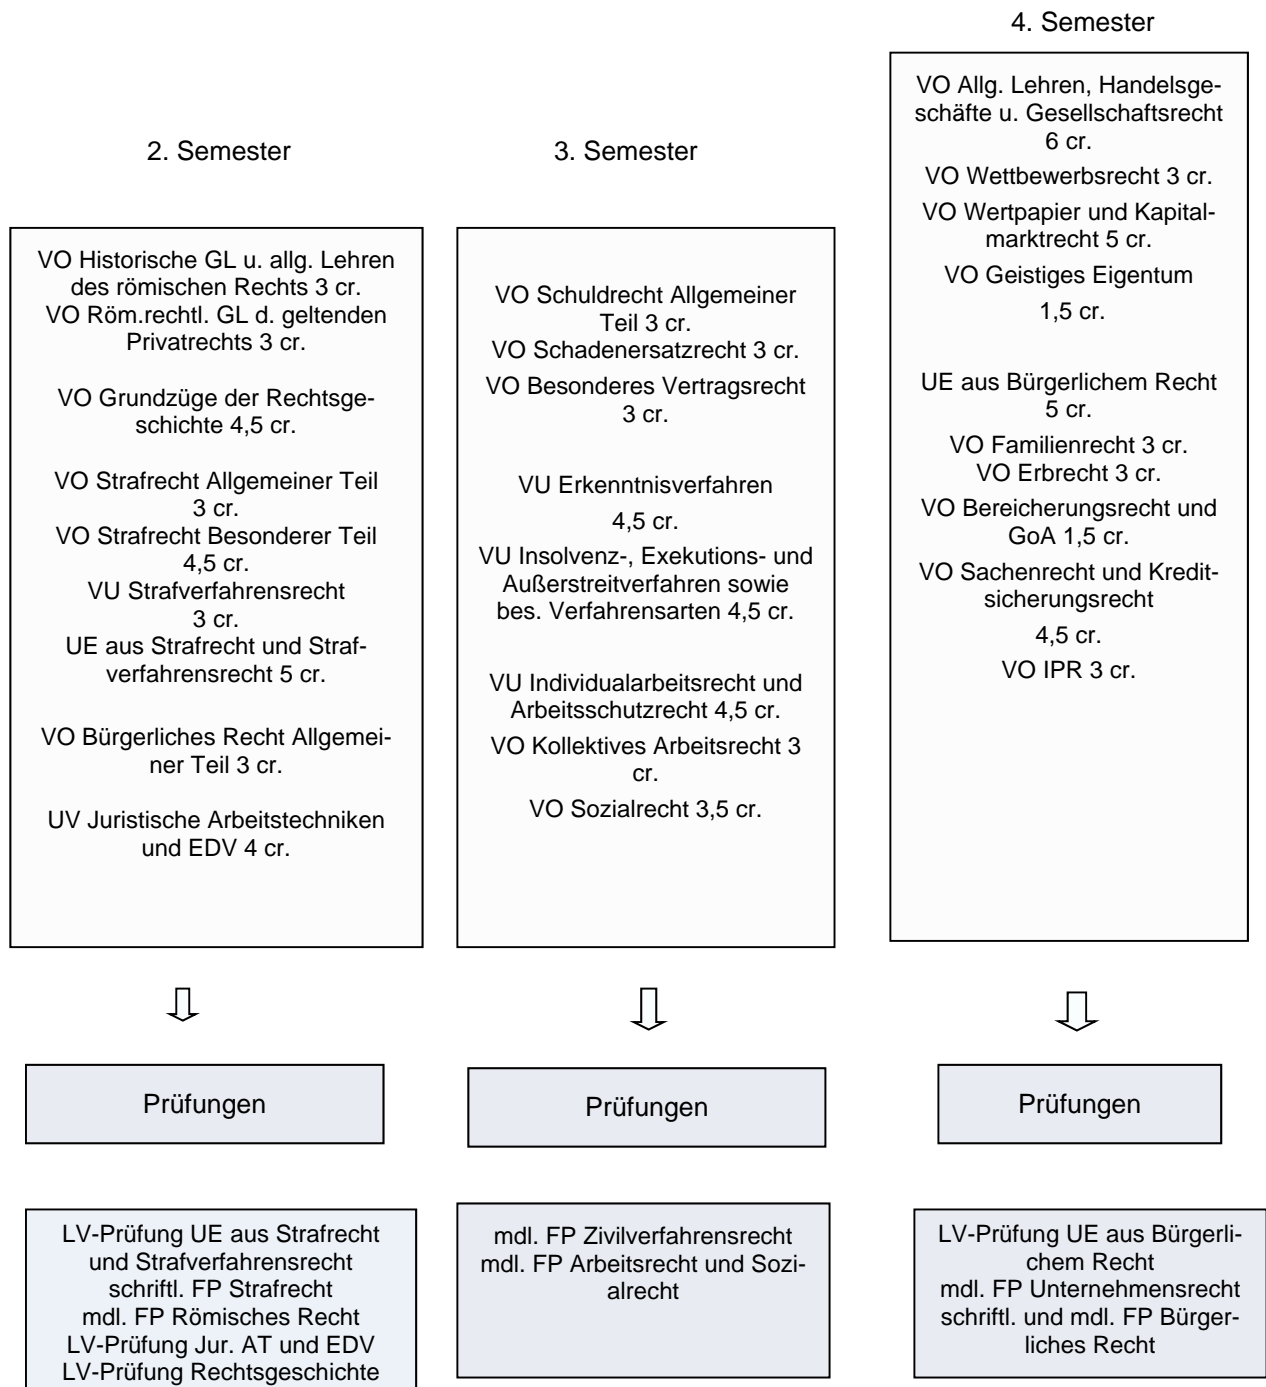 4. Semester
VO Allg. Lehren, Handelsge-
schäfte u. Gesellschaftsrecht
6 cr.
VO Wettbewerbsrecht 3 cr.
VO Wertpapier und Kapital-
marktrecht 5 cr.
VO Geistiges Eigentum
1,5 cr.
UE aus Bürgerlichem Recht
5 cr.
VO Familienrecht 3 cr.
VO Erbrecht 3 cr.
VO Bereicherungsrecht und
GoA 1,5 cr.
VO Sachenrecht und Kredit-
sicherungsrecht
4,5 cr.
VO IPR 3 cr.
2. Semester
VO Historische GL u. allg. Lehren
des römischen Rechts 3 cr.
VO Röm.rechtl. GL d. geltenden
Privatrechts 3 cr.
VO Grundzüge der Rechtsge-
schichte 4,5 cr.
VO Strafrecht Allgemeiner Teil
3 cr.
VO Strafrecht Besonderer Teil
4,5 cr.
VU Strafverfahrensrecht
3 cr.
UE aus Strafrecht und Straf-
verfahrensrecht 5 cr.
VO Bürgerliches Recht Allgemei-
ner Teil 3 cr.
UV Juristische Arbeitstechniken
und EDV 4 cr.
3. Semester
VO Schuldrecht Allgemeiner
Teil 3 cr.
VO Schadenersatzrecht 3 cr.
VO Besonderes Vertragsrecht
3 cr.
VU Erkenntnisverfahren
4,5 cr.
VU Insolvenz-, Exekutions- und
Außerstreitverfahren sowie
bes. Verfahrensarten 4,5 cr.
VU Individualarbeitsrecht und
Arbeitsschutzrecht 4,5 cr.
VO Kollektives Arbeitsrecht 3
cr.
VO Sozialrecht 3,5 cr.
Prüfungen
Prüfungen
Prüfungen
LV-Prüfung UE aus Strafrecht
und Strafverfahrensrecht
schriftl. FP Strafrecht
mdl. FP Römisches Recht
LV-Prüfung Jur. AT und EDV
LV-Prüfung Rechtsgeschichte
mdl. FP Zivilverfahrensrecht
mdl. FP Arbeitsrecht und Sozi-
alrecht
LV-Prüfung UE aus Bürgerli-
chem Recht
mdl. FP Unternehmensrecht
schriftl. und mdl. FP Bürger-
liches Recht